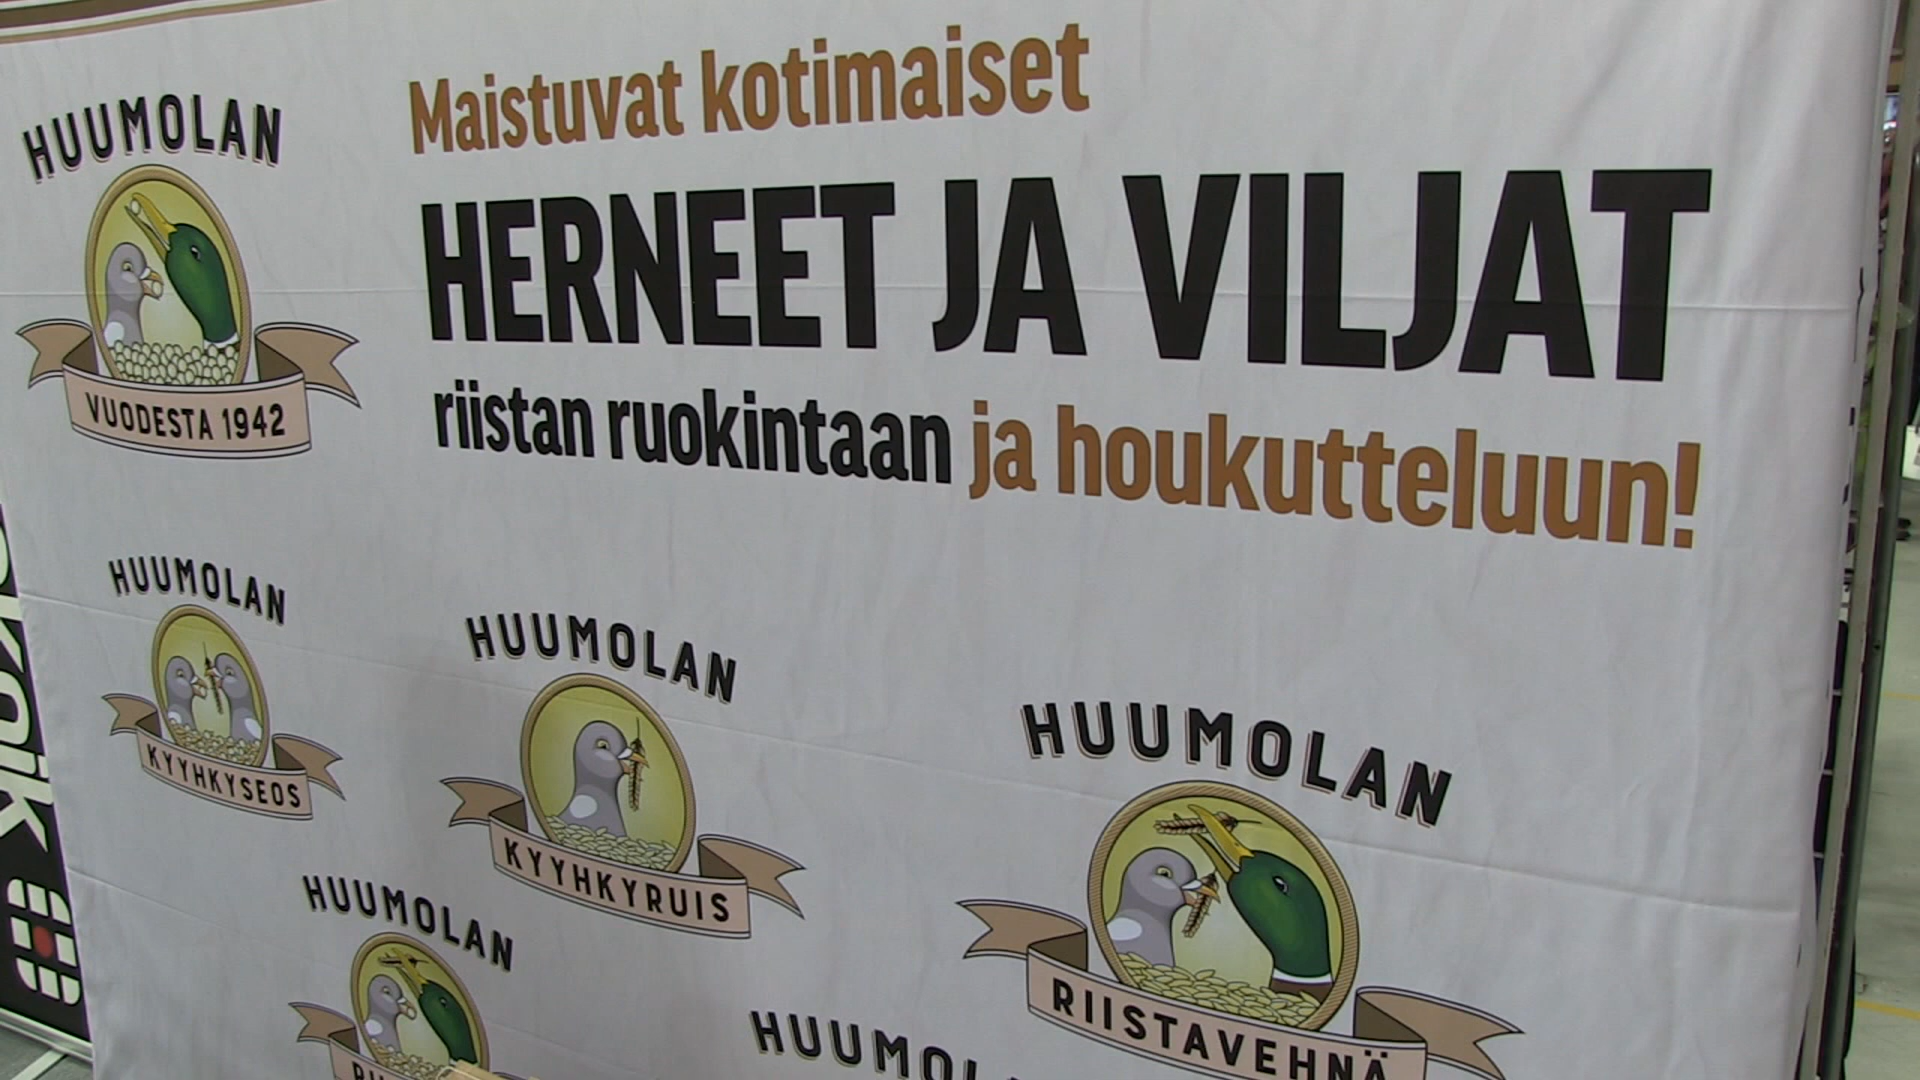 HUUMOLAN
VUODESTA 1942
Maistuvat kotimaiset
HERNEET JA VILJAT
riistan ruokintaan ja houkutteluun!
HUUMOLAN
KYYHKYSEOS
HUUMOLAN
KYYHKYRUIS
HUUMOLAN
RIISTAVEHNÄ
HUUMOLAN